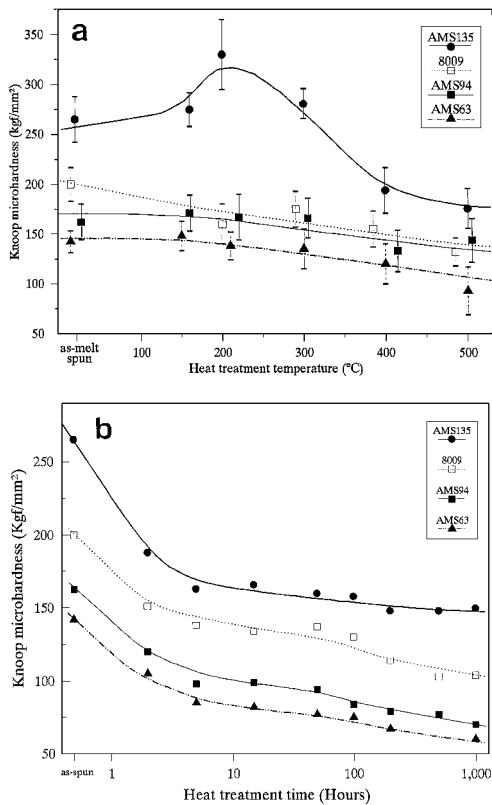 a
AMS135
8009
AMS94
AMS63
350
300
250
200
150
100
50
Knoop microhardness (kgf/mm²)
as-melt
spun
100
200
300
400
500
Heat treatment temperature (°C)
b
AMS135
8009
AMS94
AMS63
250
200
150
100
50
Knoop microhardness (Kgf/mm²)
as-spun
1
10
100
1,000
Heat treatment time (Hours)